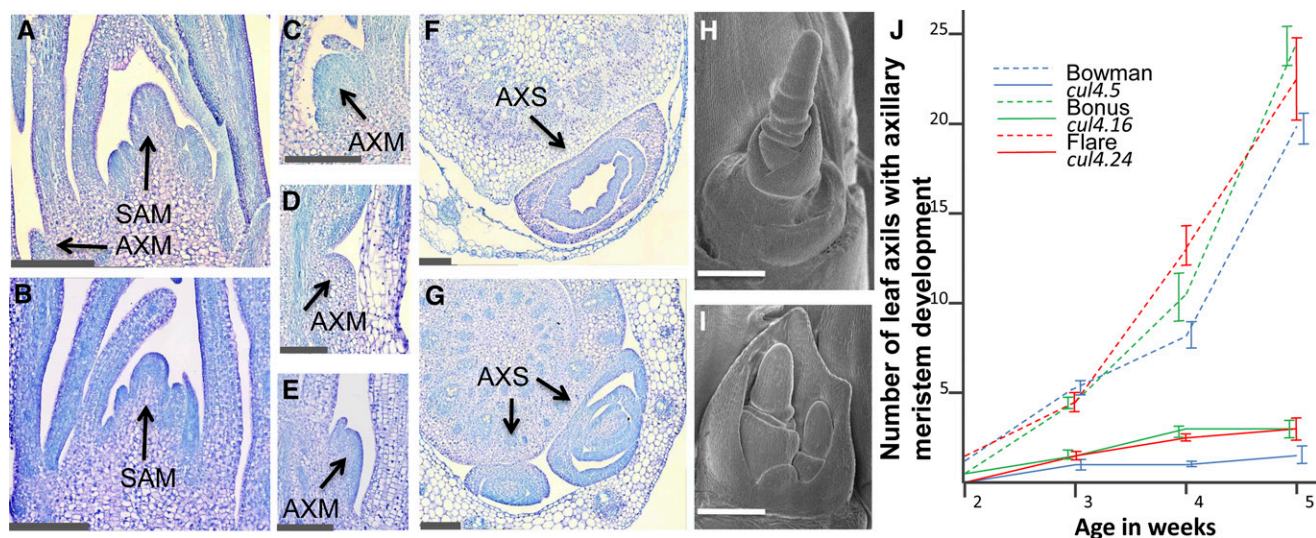 A
SAM
AXM
B
SAM
C
AXM
D
AXM
E
AXM
F
AXS
G
AXS
H
I
J
Number of leaf axils with axillary
meristem development
25
20
15
10
5
Bowman
cul4.5
Bonus
cul4.16
Flare
cul4.24
2
3
4
5
Age in weeks